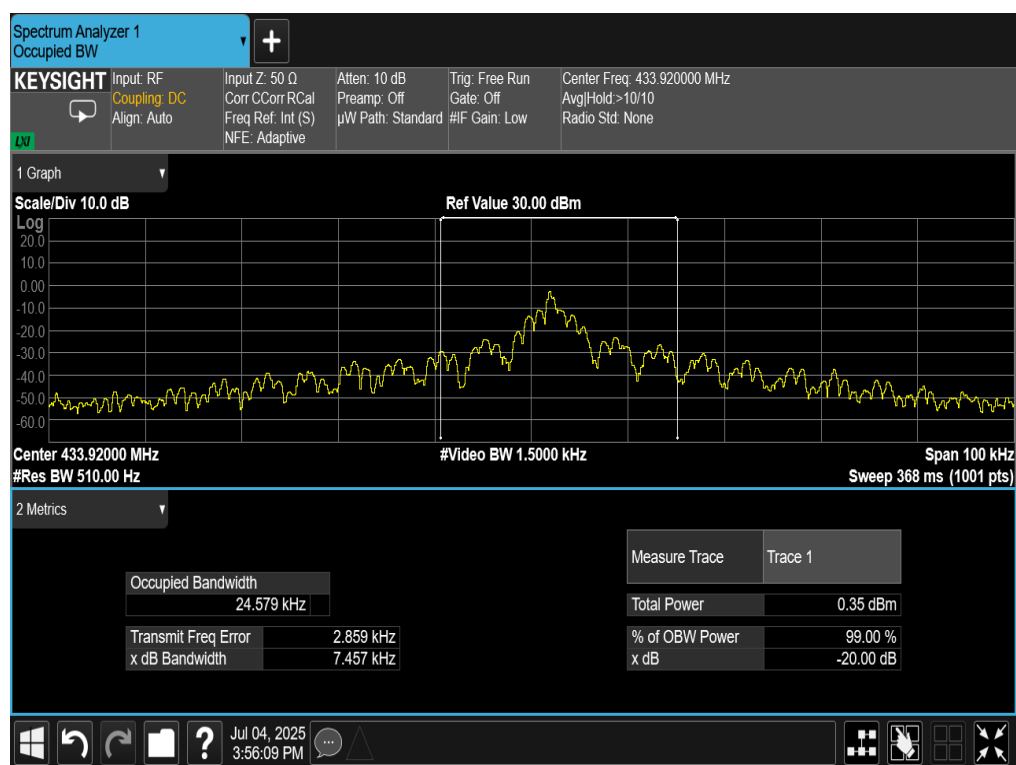 Spectrum Analyzer 1
Occupied BW
KEYSIGHT
LXI
Input: RF
Coupling: DC
Align: Auto
Input Z: 50 Ω
Corr CCorr RCal
Freq Ref: Int (S)
NFE: Adaptive
Atten: 10 dB
Preamp: Off
µW Path: Standard
Trig: Free Run
Gate: Off
#IF Gain: Low
Center Freq: 433.920000 MHz
Avg|Hold:>10/10
Radio Std: None
1 Graph
Scale/Div 10.0 dB
Ref Value 30.00 dBm
Log
20.0
10.0
0.00
-10.0
-20.0
-30.0
-40.0
-50.0
-60.0
Center 433.92000 MHz
#Video BW 1.5000 kHz
Span 100 kHz
#Res BW 510.00 Hz
Sweep 368 ms (1001 pts)
2 Metrics
Measure Trace Trace 1
Occupied Bandwidth
24.579 kHz
Total Power 0.35 dBm
Transmit Freq Error 2.859 kHz
% of OBW Power 99.00 %
x dB Bandwidth 7.457 kHz
x dB -20.00 dB
?
Jul 04, 2025
3:56:09 PM